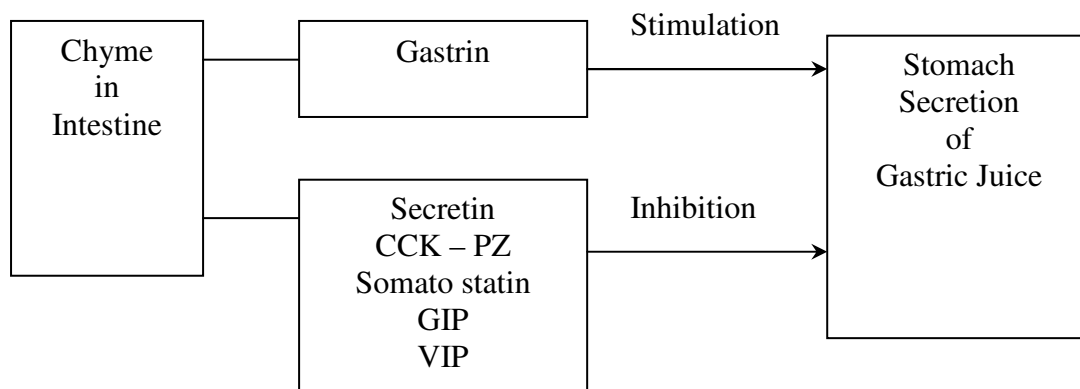 Chyme
in
Intestine
Gastrin
Stimulation
Stomach
Secretion
of
Gastric Juice
Secretin
CCK – PZ
Somato statin
GIP
VIP
Inhibition